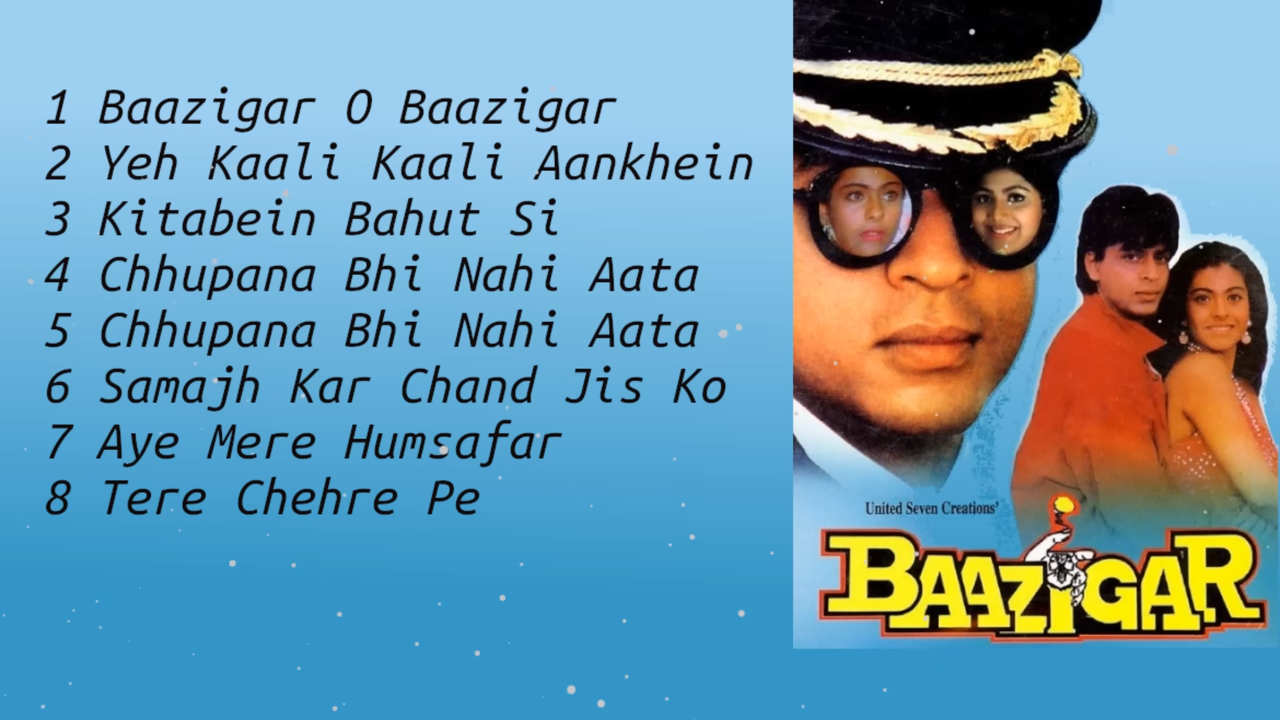 1 Baazigar O Baazigar
2 Yeh Kaali Kaali Aankhein
3 Kitabein Bahut Si
4 Chhupana Bhi Nahi Aata
5 Chhupana Bhi Nahi Aata
6 Samajh Kar Chand Jis Ko
7 Aye Mere Humsafar
8 Tere Chehre Pe
United Seven Creations'
BAAZiGAR